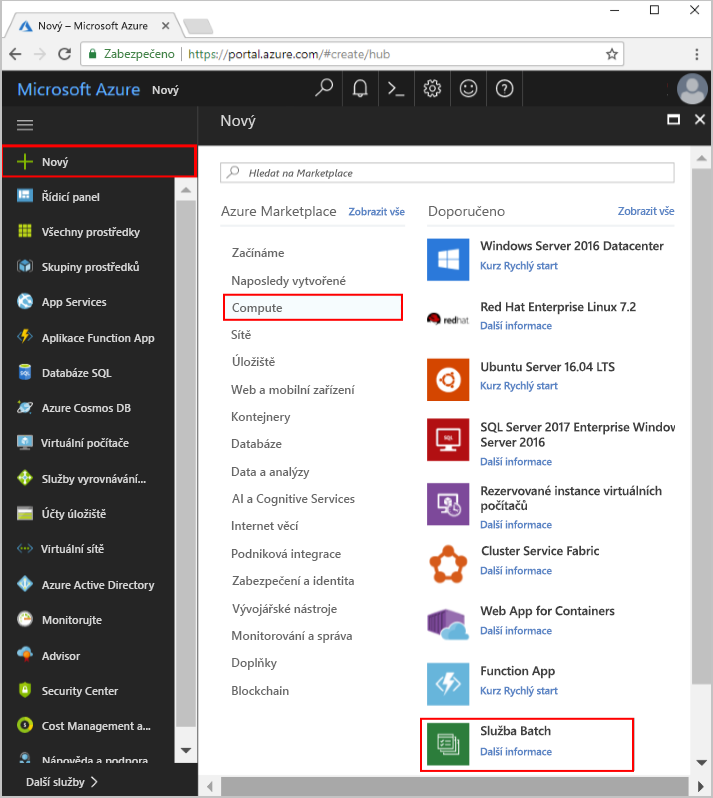 Nový – Microsoft Azure
Zabezpečeno
https://portal.azure.com/#create/hub
Microsoft Azure Nový
Nový
Nový
Řídicí panel
Všechny prostředky
Skupiny prostředků
App Services
Aplikace Function App
Databáze SQL
Azure Cosmos DB
Virtuální počítače
Služby vyrovnávání...
Účty úložiště
Virtuální sítě
Azure Active Directory
Monitorujte
Advisor
Security Center
Cost Management a...
Nápověda a podpora
Další služby
Hledat na Marketplace
Azure Marketplace
Zobrazit vše
Začínáme
Naposledy vytvořené
Compute
Sítě
Úložiště
Web a mobilní zařízení
Kontejnery
Databáze
Data a analýzy
AI a Cognitive Services
Internet věcí
Podniková integrace
Zabezpečení a identita
Vývojářské nástroje
Monitorování a správa
Doplňky
Blockchain
Doporučeno
Zobrazit vše
Windows Server 2016 Datacenter
Kurz Rychlý start
redhat
Red Hat Enterprise Linux 7.2
Další informace
Ubuntu Server 16.04 LTS
Kurz Rychlý start
SQL
SQL Server 2017 Enterprise Window
Server 2016
Další informace
Rezervované instance virtuálních
počítačů
Další informace
Cluster Service Fabric
Další informace
Web App for Containers
Další informace
Function App
Kurz Rychlý start
Služba Batch
Další informace